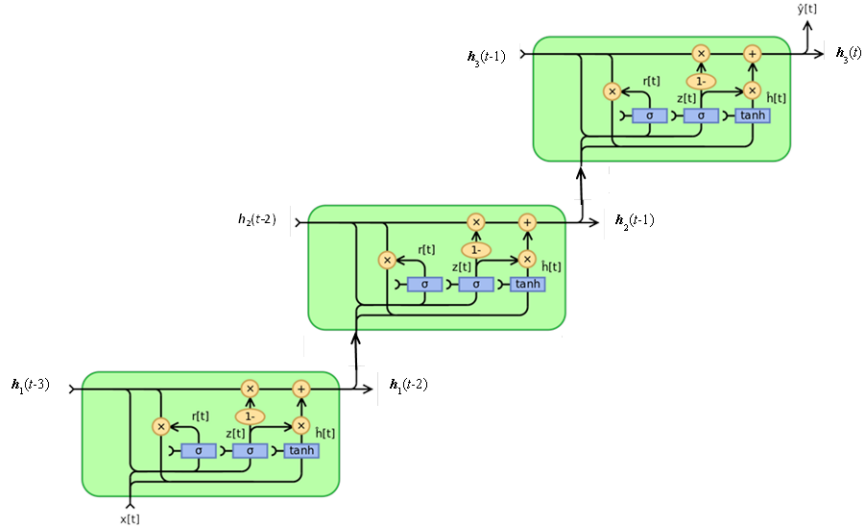 ŷ[t]
h₃(t-1)
h₃(t)
×
+
1-
r[t]
×
z[t]
×
ĥ[t]
σ
σ
tanh
h₂(t-2)
h₂(t-1)
×
+
1-
r[t]
×
z[t]
×
ĥ[t]
σ
σ
tanh
h₁(t-3)
h₁(t-2)
×
+
1-
r[t]
×
z[t]
×
ĥ[t]
σ
σ
tanh
x[t]